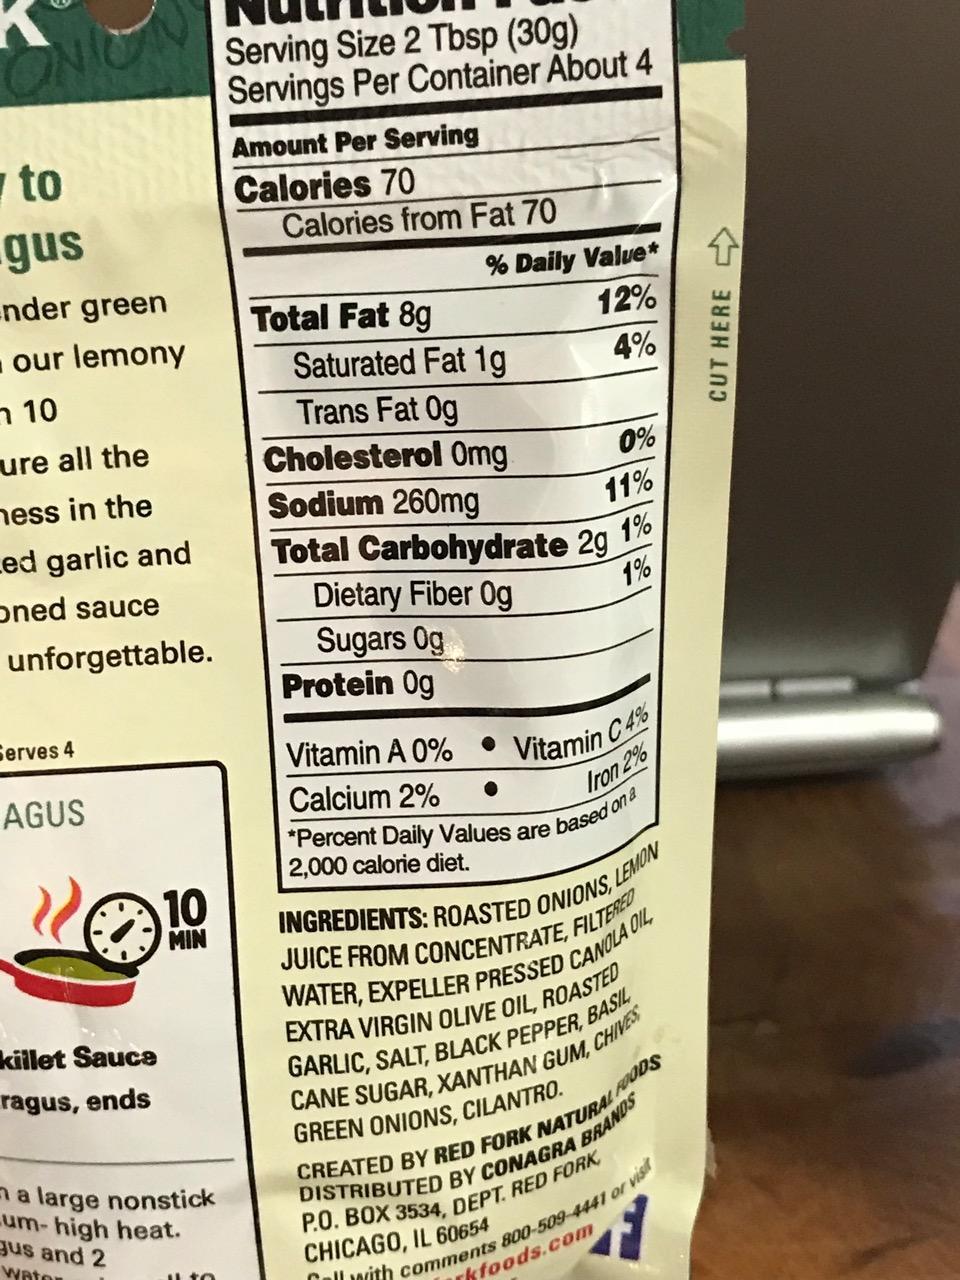 ONIONS
Nutrition
Serving Size 2 Tbsp (30g)
Servings Per Container About 4
Amount Per Serving
Calories 70
Calories from Fat 70
% Daily Value*
Total Fat 8g 12%
Saturated Fat 1g 4%
Trans Fat 0g
Cholesterol 0mg 0%
Sodium 260mg 11%
Total Carbohydrate 2g 1%
Dietary Fiber 0g 1%
Sugars 0g
Protein 0g
Vitamin A 0% • Vitamin C 4%
Calcium 2% • Iron 2%
*Percent Daily Values are based on a
2,000 calorie diet.
INGREDIENTS: ROASTED ONIONS, LEMON
JUICE FROM CONCENTRATE, FILTERED
WATER, EXPELLER PRESSED CANOLA OIL,
EXTRA VIRGIN OLIVE OIL, ROASTED
GARLIC, SALT, BLACK PEPPER, BASIL,
CANE SUGAR, XANTHAN GUM, CHIVES,
GREEN ONIONS, CILANTRO.
CREATED BY RED FORK NATURAL FOODS
DISTRIBUTED BY CONAGRA BRANDS
P.O. BOX 3534, DEPT. RED FORK,
CHICAGO, IL 60654
Call with comments 800-509-4441 or visit
rkfoods.com
CUT HERE
to
gus
nder green
our lemony
10
ure all the
ness in the
ed garlic and
oned sauce
unforgettable.
Serves 4
AGUS
10
MIN
killet Sauce
ragus, ends
a large nonstick
um- high heat.
gus and 2